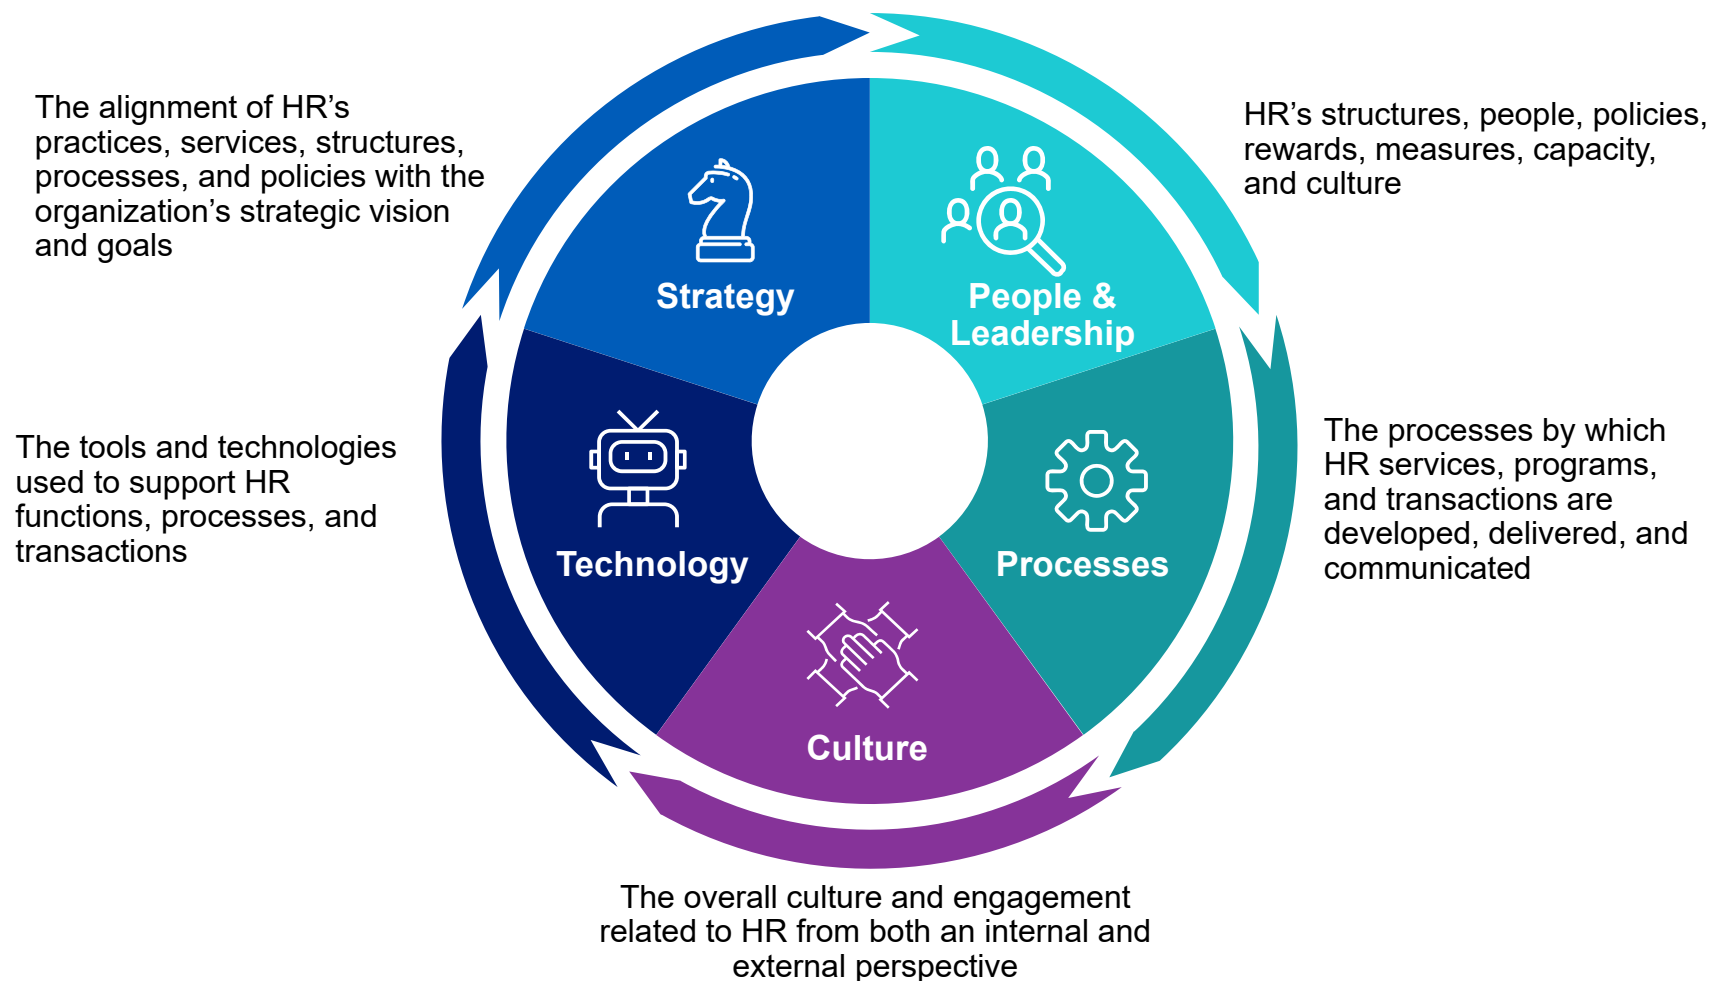 The alignment of HR’s
practices, services, structures,
processes, and policies with the
organization’s strategic vision
and goals
HR’s structures, people, policies,
rewards, measures, capacity,
and culture
Strategy
People &
Leadership
The tools and technologies
used to support HR
functions, processes, and
transactions
The processes by which
HR services, programs,
and transactions are
developed, delivered, and
communicated
Technology
Processes
Culture
The overall culture and engagement
related to HR from both an internal and
external perspective